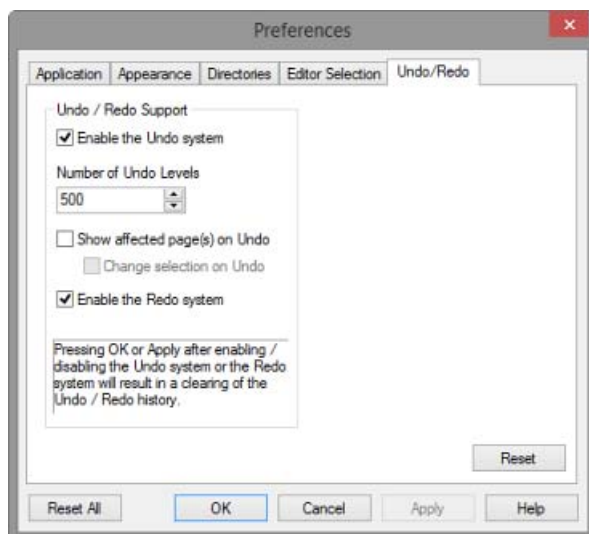 Preferences
Application Appearance Directories Editor Selection Undo/Redo
Undo / Redo Support
Enable the Undo system
Number of Undo Levels
500
Show affected page(s) on Undo
Change selection on Undo
Enable the Redo system
Pressing OK or Apply after enabling /
disabling the Undo system or the Redo
system will result in a clearing of the
Undo / Redo history.
Reset
Reset All OK Cancel Apply Help